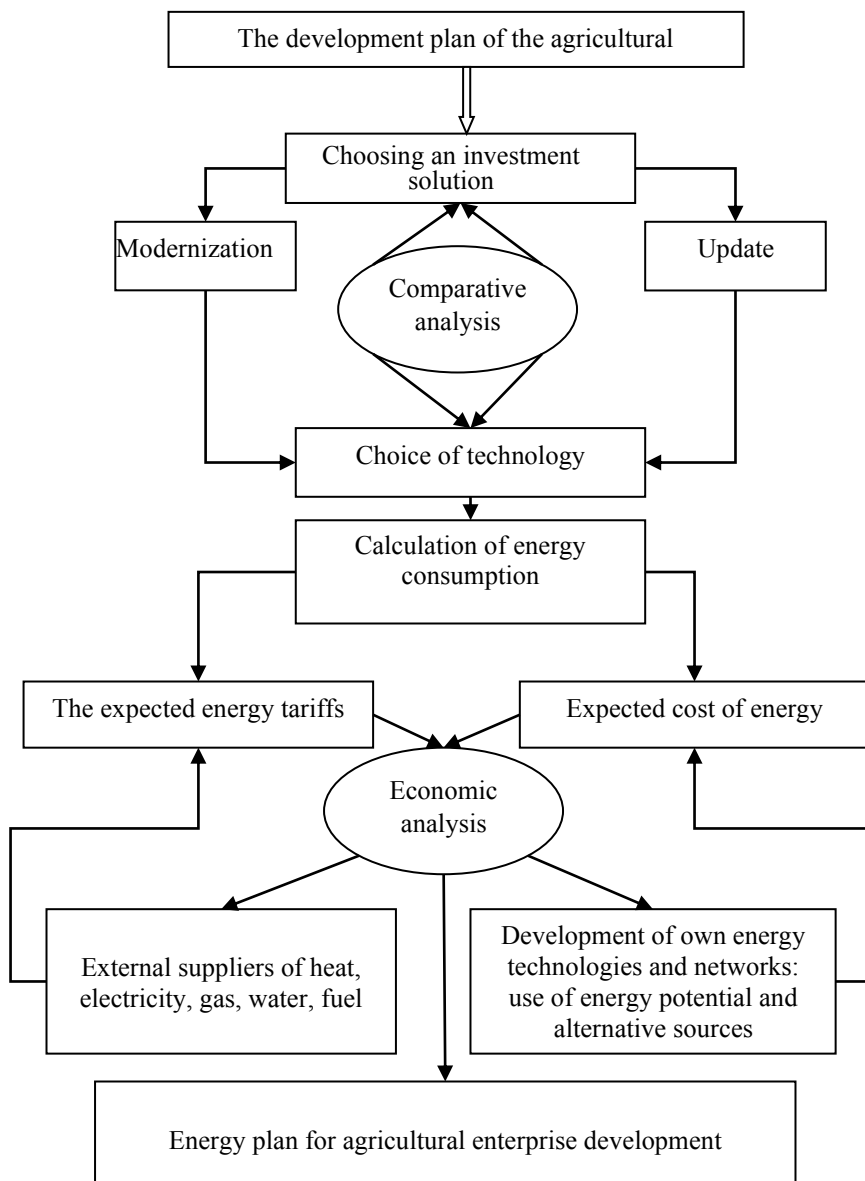 The development plan of the agricultural
Choosing an investment
solution
Modernization
Update
Comparative
analysis
Choice of technology
Calculation of energy
consumption
The expected energy tariffs
Expected cost of energy
Economic
analysis
External suppliers of heat,
electricity, gas, water, fuel
Development of own energy
technologies and networks:
use of energy potential and
alternative sources
Energy plan for agricultural enterprise development